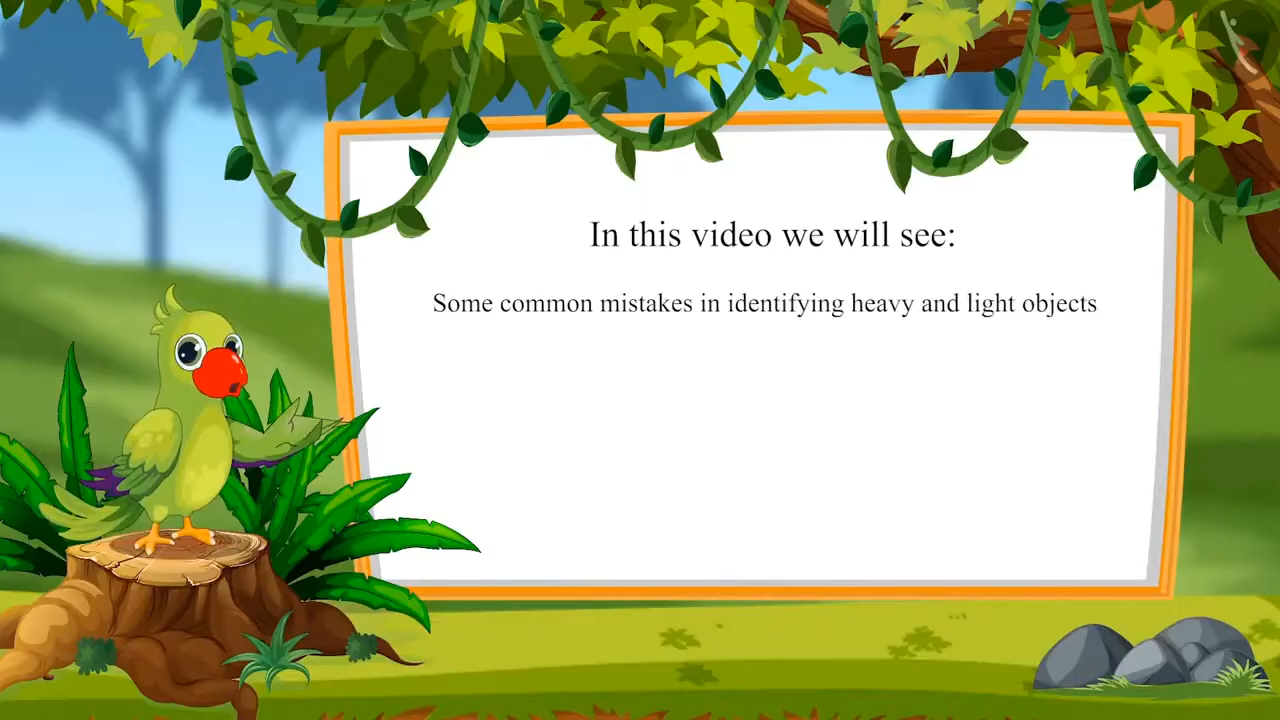 In this video we will see:
Some common mistakes in identifying heavy and light objects